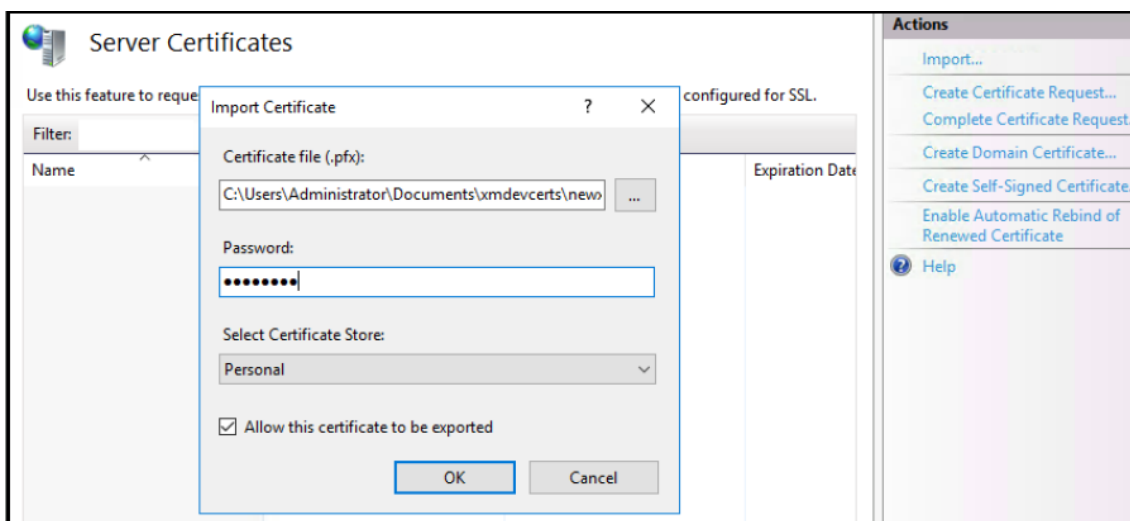 Server Certificates
Use this feature to reque
configured for SSL.
Filter:
Name
Expiration Date
Import Certificate
?
Certificate file (.pfx):
C:\Users\Administrator\Documents\xmdevcerts\new
...
Password:
••••••••
Select Certificate Store:
Personal
Allow this certificate to be exported
OK
Cancel
Actions
Import...
Create Certificate Request...
Complete Certificate Request.
Create Domain Certificate...
Create Self-Signed Certificate.
Enable Automatic Rebind of
Renewed Certificate
Help